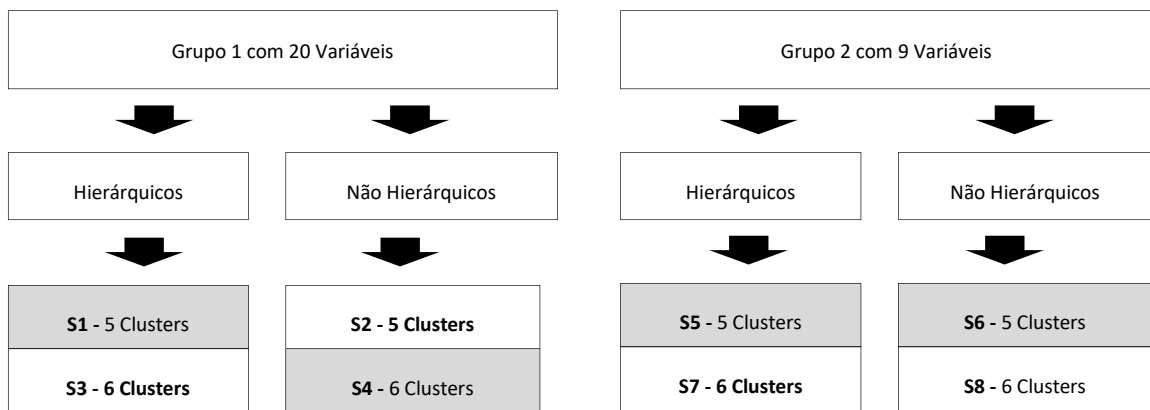 Grupo 1 com 20 Variáveis
Grupo 2 com 9 Variáveis
Hierárquicos
Não Hierárquicos
Hierárquicos
Não Hierárquicos
S1 - 5 Clusters
S2 - 5 Clusters
S5 - 5 Clusters
S6 - 5 Clusters
S3 - 6 Clusters
S4 - 6 Clusters
S7 - 6 Clusters
S8 - 6 Clusters